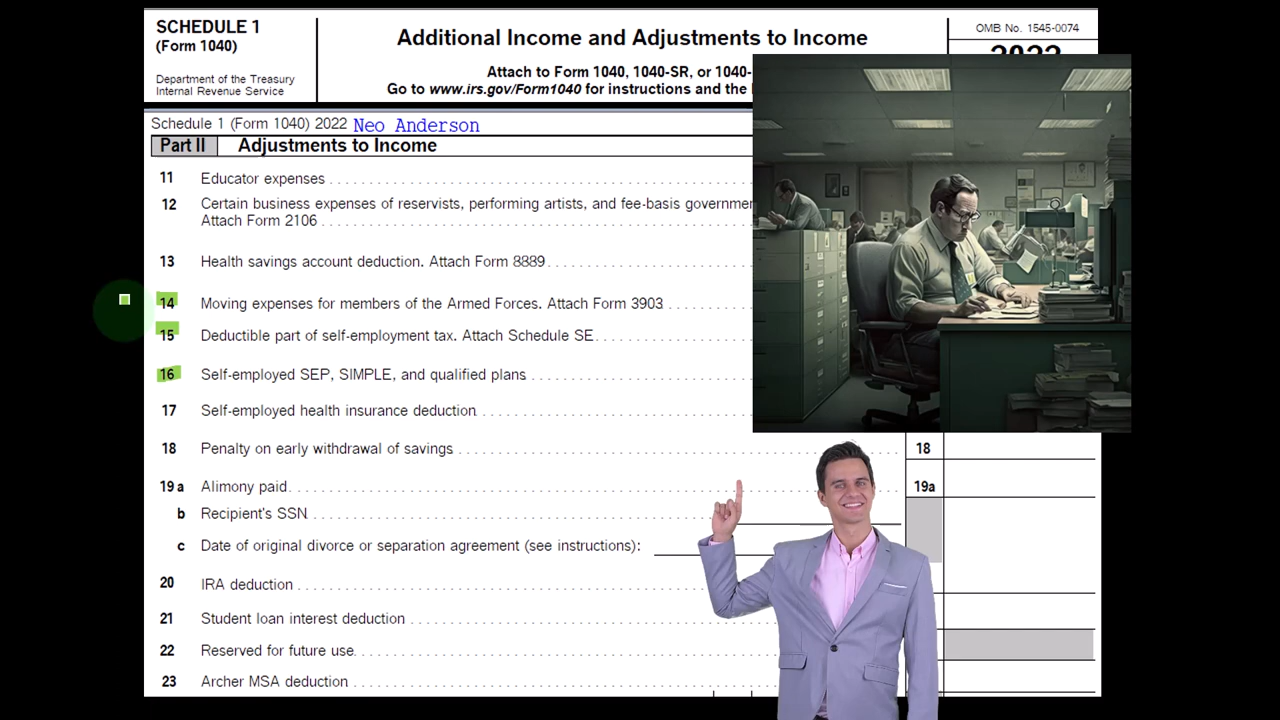 SCHEDULE 1
(Form 1040)
Department of the Treasury
Internal Revenue Service
Additional Income and Adjustments to Income
Attach to Form 1040, 1040-SR, or 1040-
Go to www.irs.gov/Form1040 for instructions and the
OMB No. 1545-0074
2022
Schedule 1 (Form 1040) 2022 Neo Anderson
Part II Adjustments to Income
11 Educator expenses
12 Certain business expenses of reservists, performing artists, and fee-basis
Attach Form 2106
13 Health savings account deduction. Attach Form 8889
14 Moving expenses for members of the Armed Forces. Attach Form 3903
15 Deductible part of self-employment tax. Attach Schedule SE
16 Self-employed SEP, SIMPLE, and qualified plans
17 Self-employed health insurance deduction
18 Penalty on early withdrawal of savings 18
19a Alimony paid 19a
b Recipient's SSN
c Date of original divorce or separation agreement (see instructions):
20 IRA deduction
21 Student loan interest deduction
22 Reserved for future use
23 Archer MSA deduction